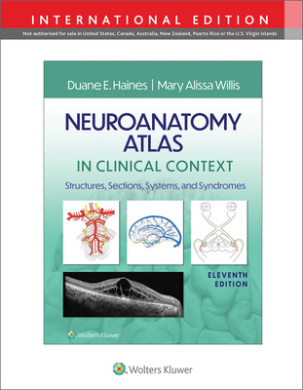 INTERNATIONAL EDITION
Not authorised for sale in United States, Canada, Australia, New Zealand, Puerto Rico or the U.S. Virgin Islands
Duane E. Haines | Mary Alissa Willis
NEUROANATOMY
ATLAS
IN CLINICAL CONTEXT
Structures, Sections, Systems, and Syndromes
ELEVENTH
EDITION
Wolters Kluwer
Wolters Kluwer